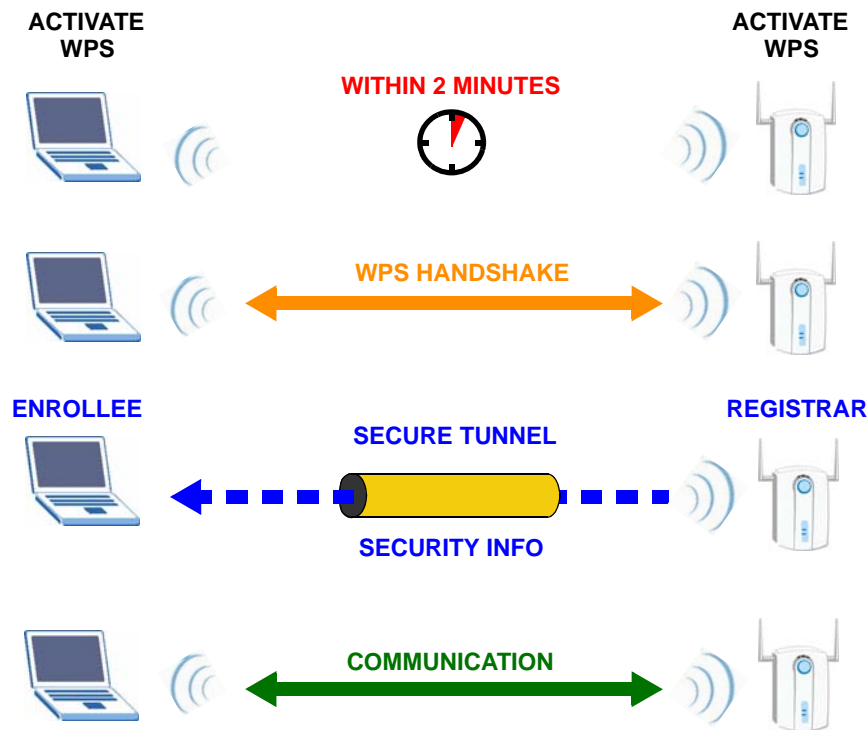 ACTIVATE
WPS
ACTIVATE
WPS
WITHIN 2 MINUTES
WPS HANDSHAKE
ENROLLEE
REGISTRAR
SECURE TUNNEL
SECURITY INFO
COMMUNICATION